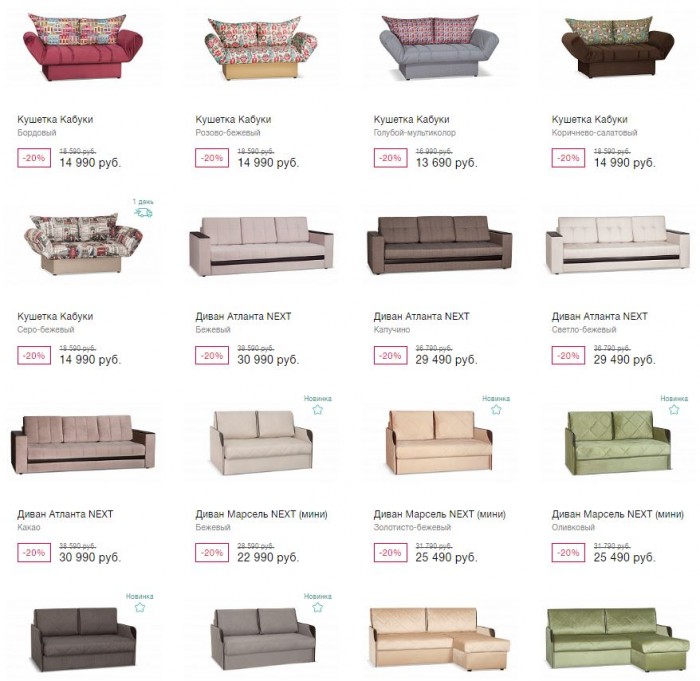 Кушетка Кабуки
Бордовый
18 590 руб.
-20%
14 990 руб.
Кушетка Кабуки
Розово-бежевый
18 590 руб.
-20%
14 990 руб.
Кушетка Кабуки
Голубой-мультиколор
16 990 руб.
-20%
13 690 руб.
Кушетка Кабуки
Коричнево-салатовый
18 590 руб.
-20%
14 990 руб.
1 день
Кушетка Кабуки
Серо-бежевый
18 590 руб.
-20%
14 990 руб.
Диван Атланта NEXT
Бежевый
38 590 руб.
-20%
30 990 руб.
Диван Атланта NEXT
Капучино
36 790 руб.
-20%
29 490 руб.
Диван Атланта NEXT
Светло-бежевый
36 790 руб.
-20%
29 490 руб.
Диван Атланта NEXT
Какао
38 590 руб.
-20%
30 990 руб.
Новинка
Диван Марсель NEXT (мини)
Бежевый
28 590 руб.
-20%
22 990 руб.
Новинка
Диван Марсель NEXT (мини)
Золотисто-бежевый
31 790 руб.
-20%
25 490 руб.
Новинка
Диван Марсель NEXT (мини)
Оливковый
31 790 руб.
-20%
25 490 руб.
Новинка
Новинка